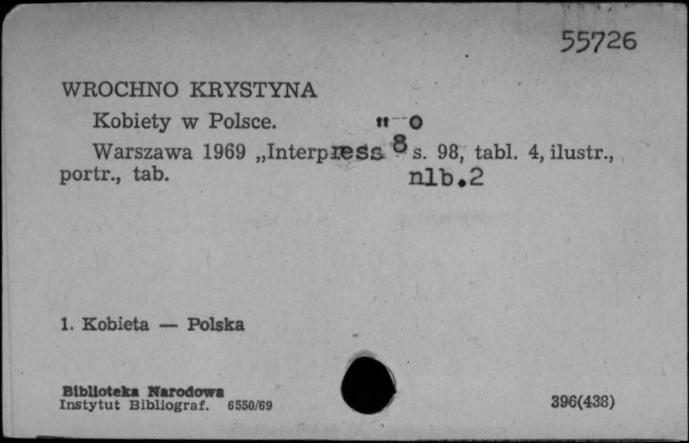 55726
WROCHNO KRYSTYNA
Kobiety w Polsce.
Warszawa 1969 „Interpress" 8° s. 98, tabl. 4, ilustr.,
portr., tab. nlb.2
1. Kobieta — Polska
Biblioteka Narodowa
Instytut Bibliograf. 6550/69
396(438)